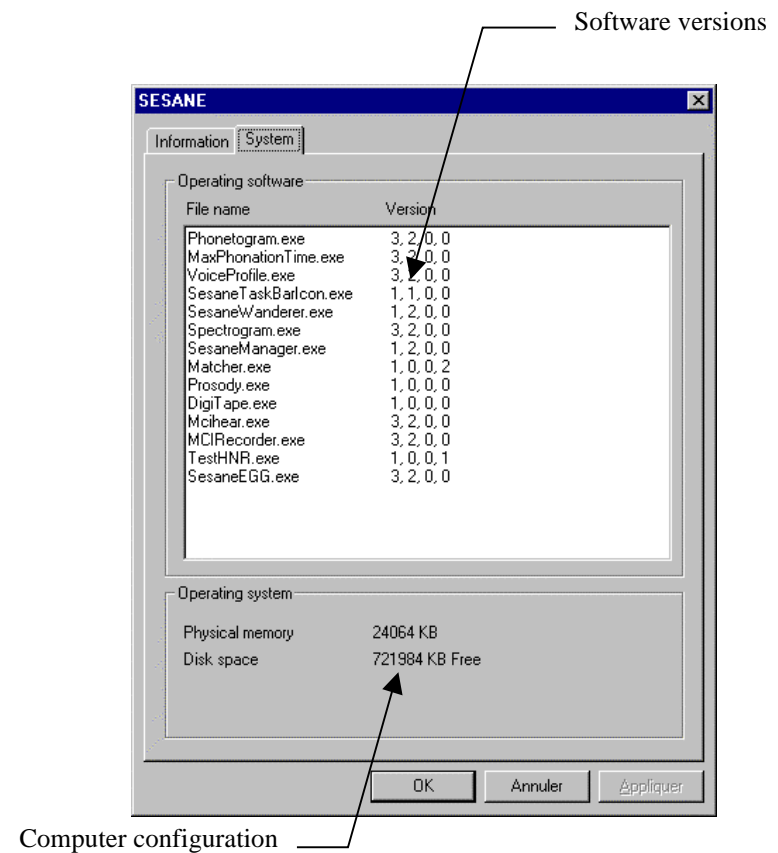 Software versions
SESANE
Information System
Operating software
File name Version
Phonetogram.exe 3, 2, 0, 0
MaxPhonationTime.exe 3, 2, 0, 0
VoiceProfile.exe 3, 2, 0, 0
SesaneTaskBarIcon.exe 1, 1, 0, 0
SesaneWanderer.exe 1, 2, 0, 0
Spectrogram.exe 3, 2, 0, 0
SesaneManager.exe 1, 2, 0, 0
Matcher.exe 1, 0, 0, 2
Prosody.exe 1, 0, 0, 0
DigiTape.exe 1, 0, 0, 0
Mcihear.exe 3, 2, 0, 0
MCIRecorder.exe 3, 2, 0, 0
TestHNR.exe 1, 0, 0, 1
SesaneEGG.exe 3, 2, 0, 0
Operating system
Physical memory 24064 KB
Disk space 721984 KB Free
OK Annuler Appliquer
Computer configuration